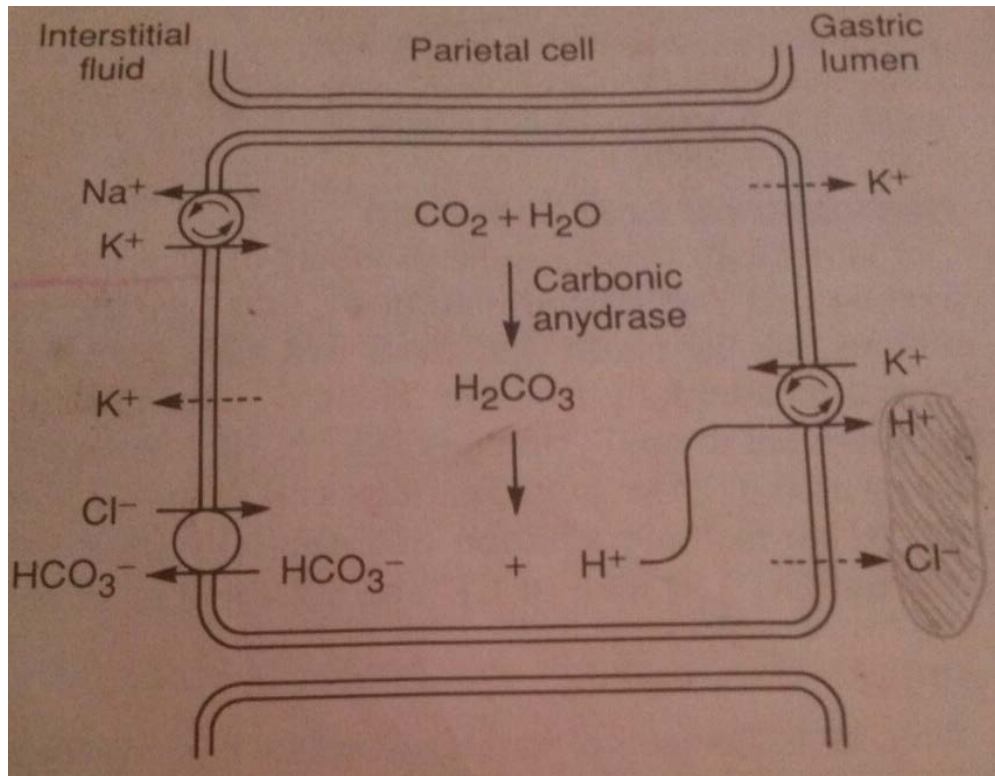 Interstitial
fluid
Parietal cell
Gastric
lumen
Na⁺
K⁺
K⁺
Cl⁻
HCO₃⁻
CO₂ + H₂O
Carbonic
anydrase
H₂CO₃
HCO₃⁻ + H⁺
K⁺
K⁺
H⁺
Cl⁻